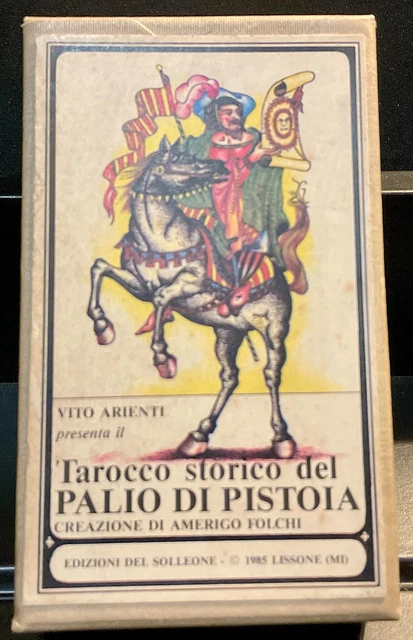 VITO ARIENTI
presenta il
Tarocco storico del
PALIO DI PISTOIA
CREAZIONE DI AMERIGO FOLCHI
EDIZIONI DEL SOLLEONE - © 1985 LISSONE (MI)